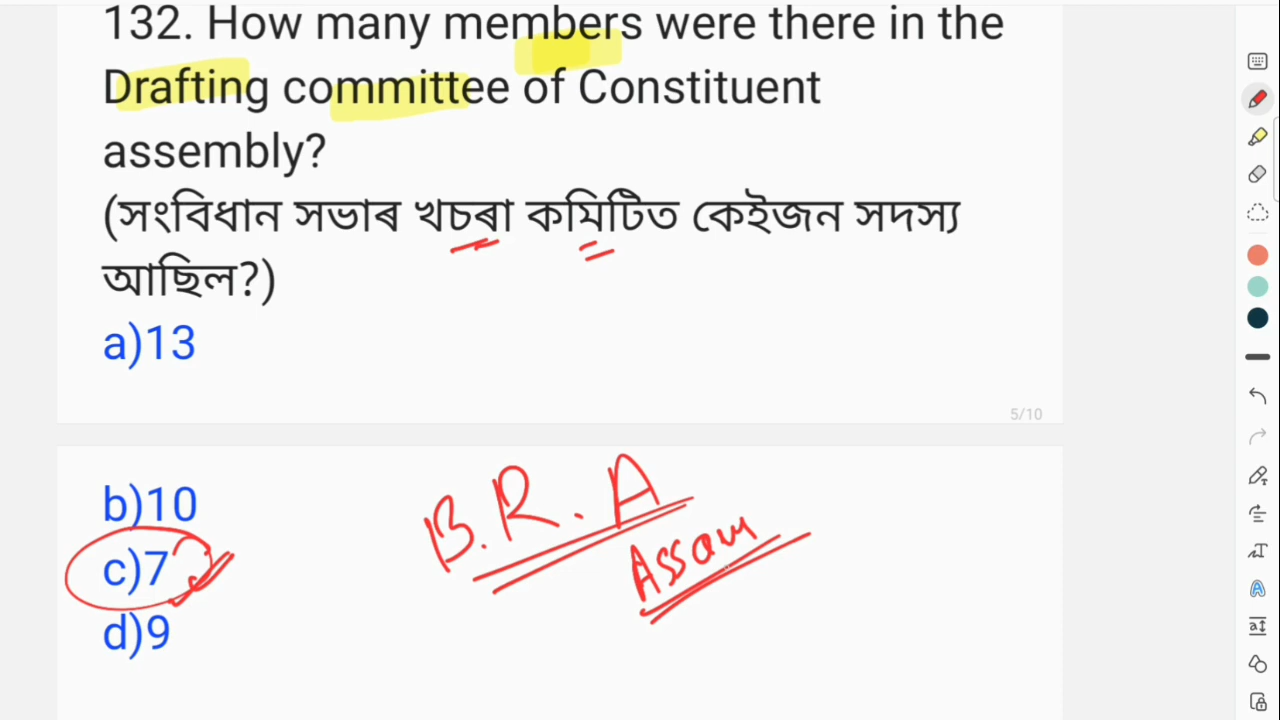 132. How many members were there in the
Drafting committee of Constituent
assembly?
(সংবিধান সভাৰ খচৰা কমিটিত কেইজন সদস্য
আছিল?)
a)13
5/10
b)10
c)7
d)9
B.R.A
Assam